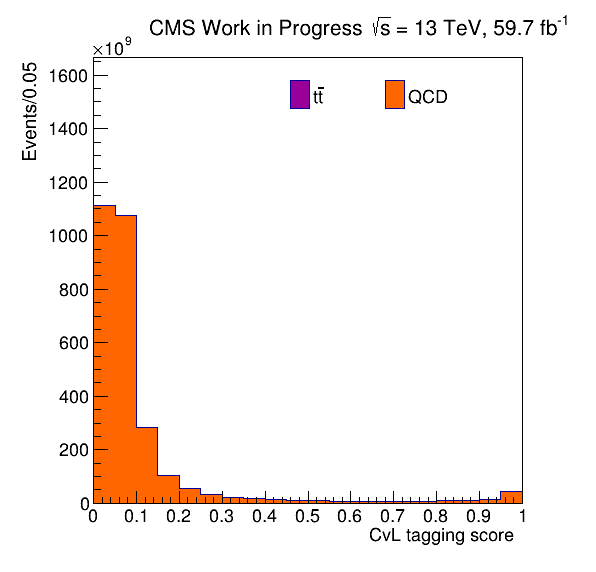 CMS Work in Progress √s = 13 TeV, 59.7 fb⁻¹
×10⁹
Events/0.05
1600
1400
1200
1000
800
600
400
200
0
tt̄
QCD
0 0.1 0.2 0.3 0.4 0.5 0.6 0.7 0.8 0.9 1
CvL tagging score